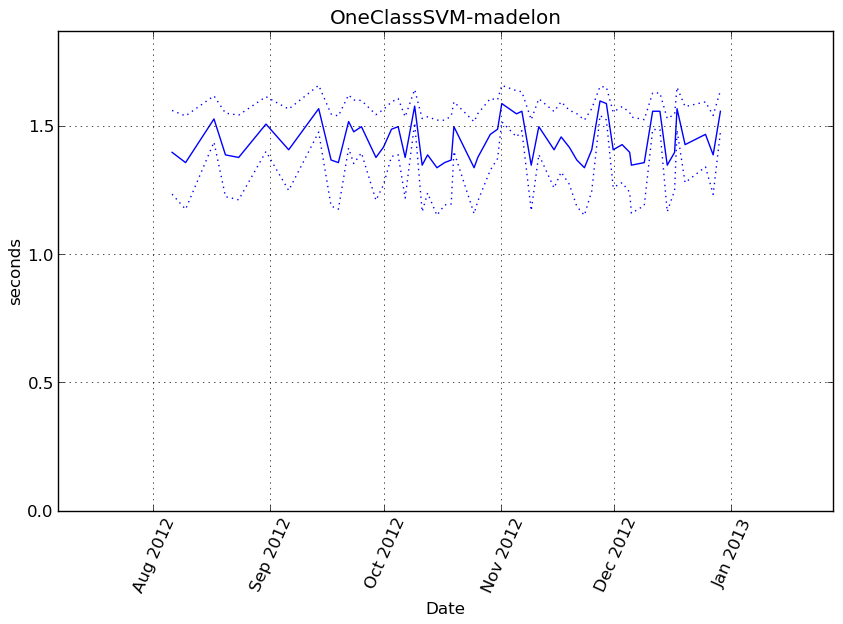 OneClassSVM-madelon
seconds
1.5
1.0
0.5
0.0
Aug 2012
Sep 2012
Oct 2012
Nov 2012
Dec 2012
Jan 2013
Date